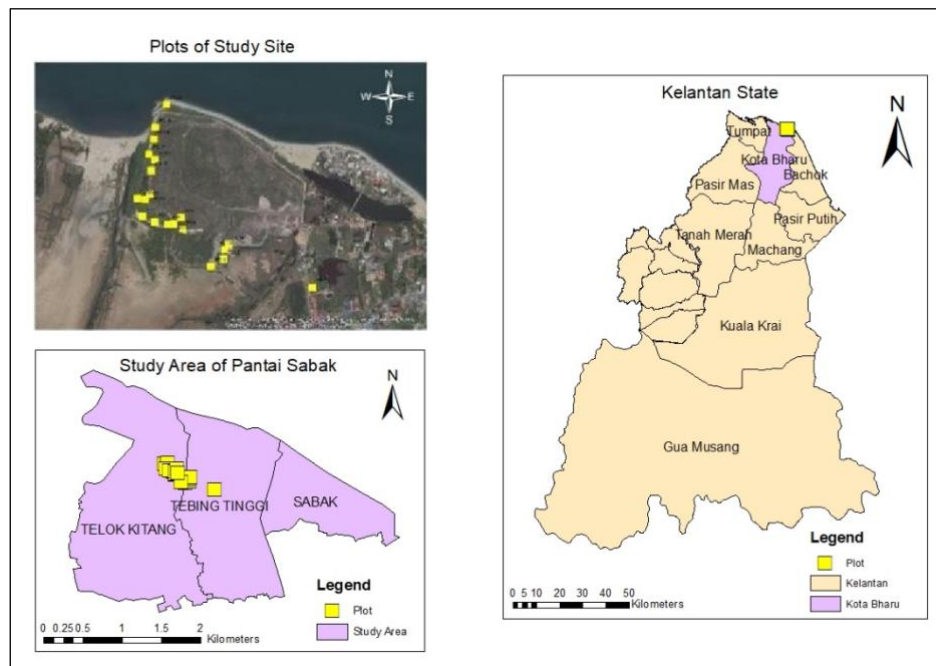 Plots of Study Site
N
W E
S
Study Area of Pantai Sabak
N
TELOK KITANG
TEBING TINGGI
SABAK
Legend
Plot
Study Area
0 0.25 0.5 1 1.5 2
Kilometers
Kelantan State
N
Tumpat
Kota Bharu
Bachok
Pasir Mas
Pasir Putih
Tanah Merah
Machang
Kuala Krai
Gua Musang
Legend
Plot
Kelantan
Kota Bharu
0 5 10 20 30 40 50
Kilometers